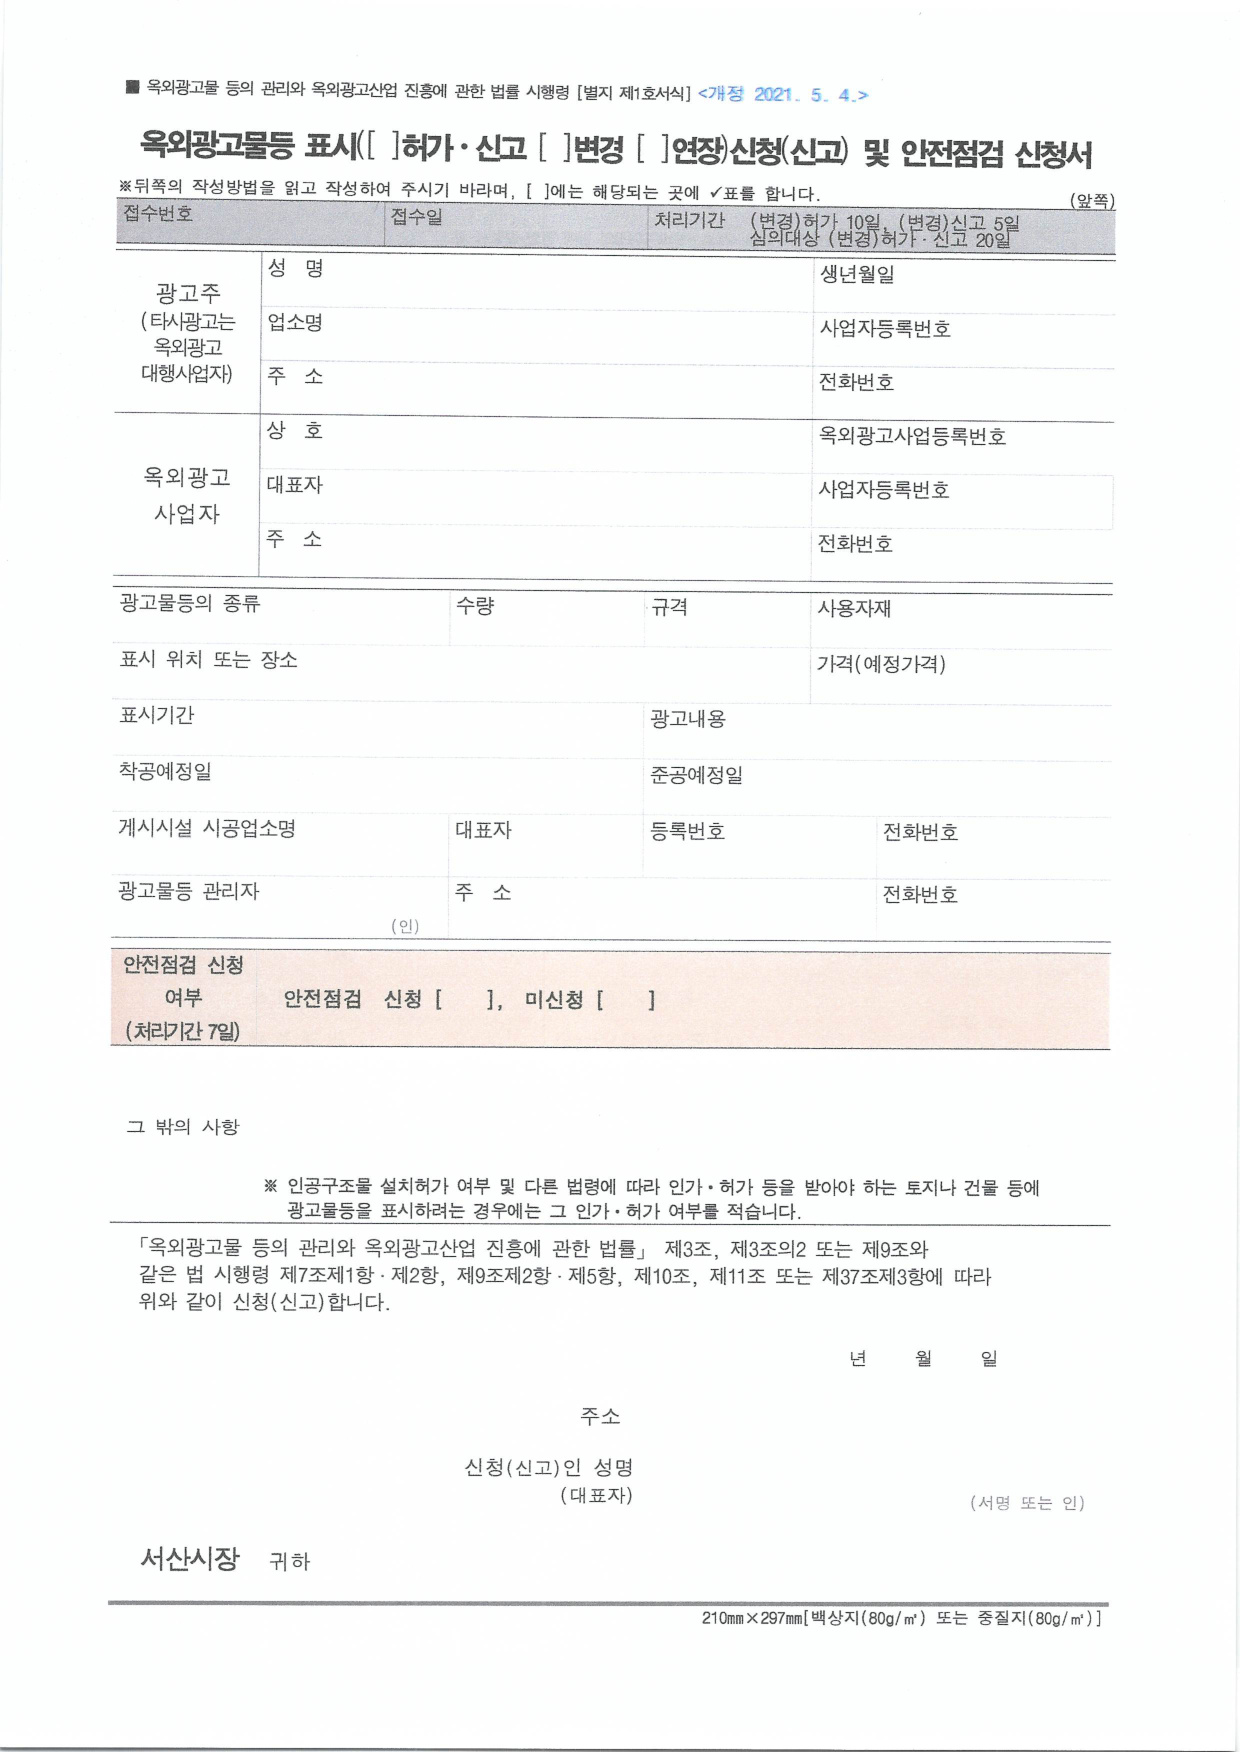 ■ 옥외광고물 등의 관리와 옥외광고산업 진흥에 관한 법률 시행령 [별지 제1호서식] <개정 2021. 5. 4.>
옥외광고물등 표시([ ]허가·신고 [ ]변경 [ ]연장)신청(신고) 및 안전점검 신청서
※뒤쪽의 작성방법을 읽고 작성하여 주시기 바라며, [ ]에는 해당되는 곳에 ✓표를 합니다.
(앞쪽)
접수번호 접수일 처리기간 (변경)허가 10일, (변경)신고 5일
심의대상 (변경)허가·신고 20일
광고주
(타시광고는
옥외광고
대행사업자)
성 명 생년월일
업소명 사업자등록번호
주 소 전화번호
옥외광고
사업자
상 호 옥외광고사업등록번호
대표자 사업자등록번호
주 소 전화번호
광고물등의 종류 수량 규격 사용자재
표시 위치 또는 장소 가격(예정가격)
표시기간 광고내용
착공예정일 준공예정일
게시시설 시공업소명 대표자 등록번호 전화번호
광고물등 관리자 주 소 전화번호
(인)
안전점검 신청
여부
(처리기간 7일)
안전점검 신청 [ ], 미신청 [ ]
그 밖의 사항
※ 인공구조물 설치허가 여부 및 다른 법령에 따라 인가·허가 등을 받아야 하는 토지나 건물 등에
광고물등을 표시하려는 경우에는 그 인가·허가 여부를 적습니다.
「옥외광고물 등의 관리와 옥외광고산업 진흥에 관한 법률」 제3조, 제3조의2 또는 제9조와
같은 법 시행령 제7조제1항·제2항, 제9조제2항·제5항, 제10조, 제11조 또는 제37조제3항에 따라
위와 같이 신청(신고)합니다.
년 월 일
주소
신청(신고)인 성명
(대표자)
(서명 또는 인)
서산시장 귀하
210㎜×297㎜[백상지(80g/㎡) 또는 중질지(80g/㎡)]